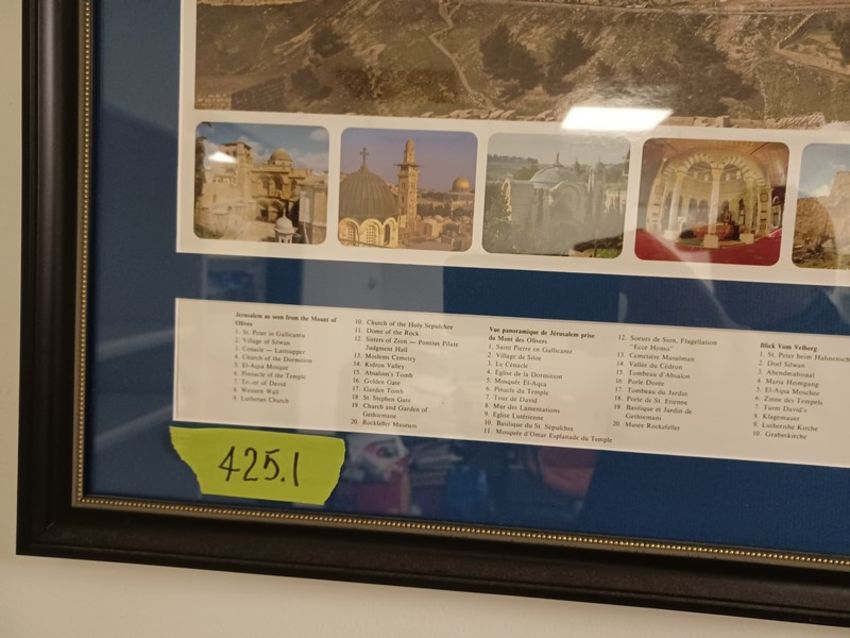 Jerusalem as seen from the Mount of
Olives
1. St. Peter in Gallicantu
2. Village of Silwan
3. Cenacle — Lastsupper
4. Church of the Dormition
5. El-Aqsa Mosque
6. Pinnacle of the Temple
7. Tower of David
8. Western Wall
9. Lutheran Church
10. Church of the Holy Sepulchre
11. Dome of the Rock
12. Sisters of Zion — Pontius Pilate
Judgment Hall
13. Moslems Cemetry
14. Kidron Valley
15. Absalom's Tomb
16. Golden Gate
17. Garden Tomb
18. St. Stephen Gate
19. Church and Garden of
Gethsemane
20. Rockfeller Museum
Vue panoramique de Jérusalem prise
du Mont des Oliviers
1. Saint Pierre en Gallicante
2. Village de Siloe
3. Le Cénacle
4. Eglise de la Dormition
5. Mosquée El-Aqsa
6. Pinacle du Temple
7. Tour de David
8. Mur des Lamentations
9. Eglise Lutérienne
10. Basilique du St. Sépulchre
11. Mosquée d'Omar Esplanade du Temple
12. Soeurs de Sion, Flagellation
"Ecce Homo"
13. Cemetaire Musulman
14. Vallée du Cédron
15. Tombeau d'Absalon
16. Porte Dorée
17. Tombeau du Jardin
18. Porte de St. Etienne
19. Basilique et Jardin de
Gethsemani
20. Musée Rockefeller
Blick Vom Velberg
1. St. Peter beim Hahnensch
2. Dorf Silwan
3. Abendmahlsaal
4. Maria Heimgang
5. El-Aqsa Moschee
6. Zinne des Tempels
7. Turm David's
8. Klagemauer
9. Lutherishe Kirche
10. Grabeskirche
425.1